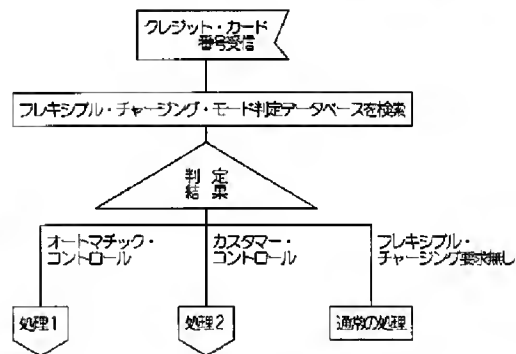 クレジット・カード
番号受信
フレキシブル・チャージング・モード判定データベースを検索
判定
結果
オートマチック・
コントロール
カスタマー・
コントロール
フレキシブル・
チャージング要求無し
処理1
処理2
通常の処理